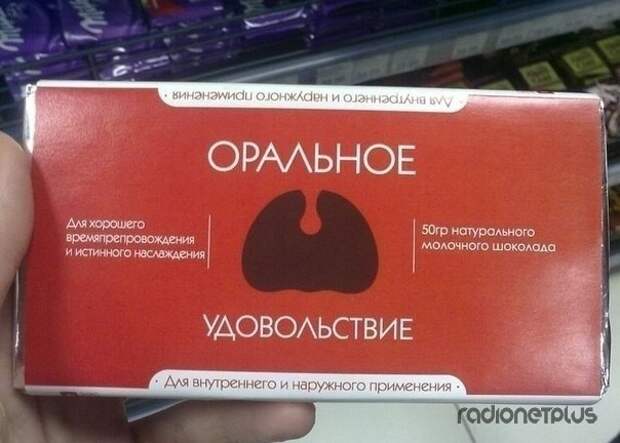 Для внутреннего и наружного применения
ОРАЛЬНОЕ
Для хорошего
времяпрепровождения
и истинного наслаждения
50гр натурального
молочного шоколада
УДОВОЛЬСТВИЕ
· Для внутреннего и наружного применения ·
radionetplus
Milka